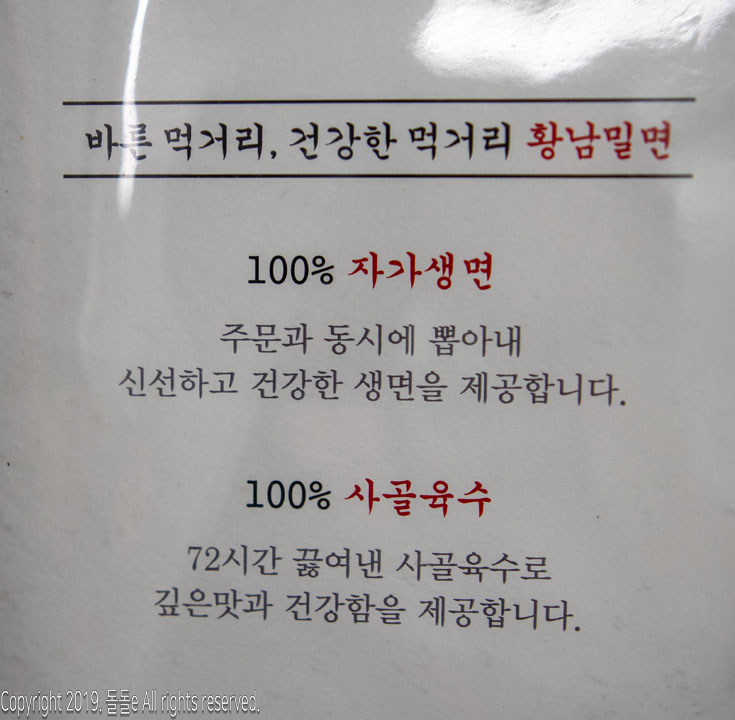 바른 먹거리, 건강한 먹거리 황남밀면
100% 자가생면
주문과 동시에 뽑아내
신선하고 건강한 생면을 제공합니다.
100% 사골육수
72시간 끓여낸 사골육수로
깊은맛과 건강함을 제공합니다.
Copyright 2019. 돌돌e All rights reserved.